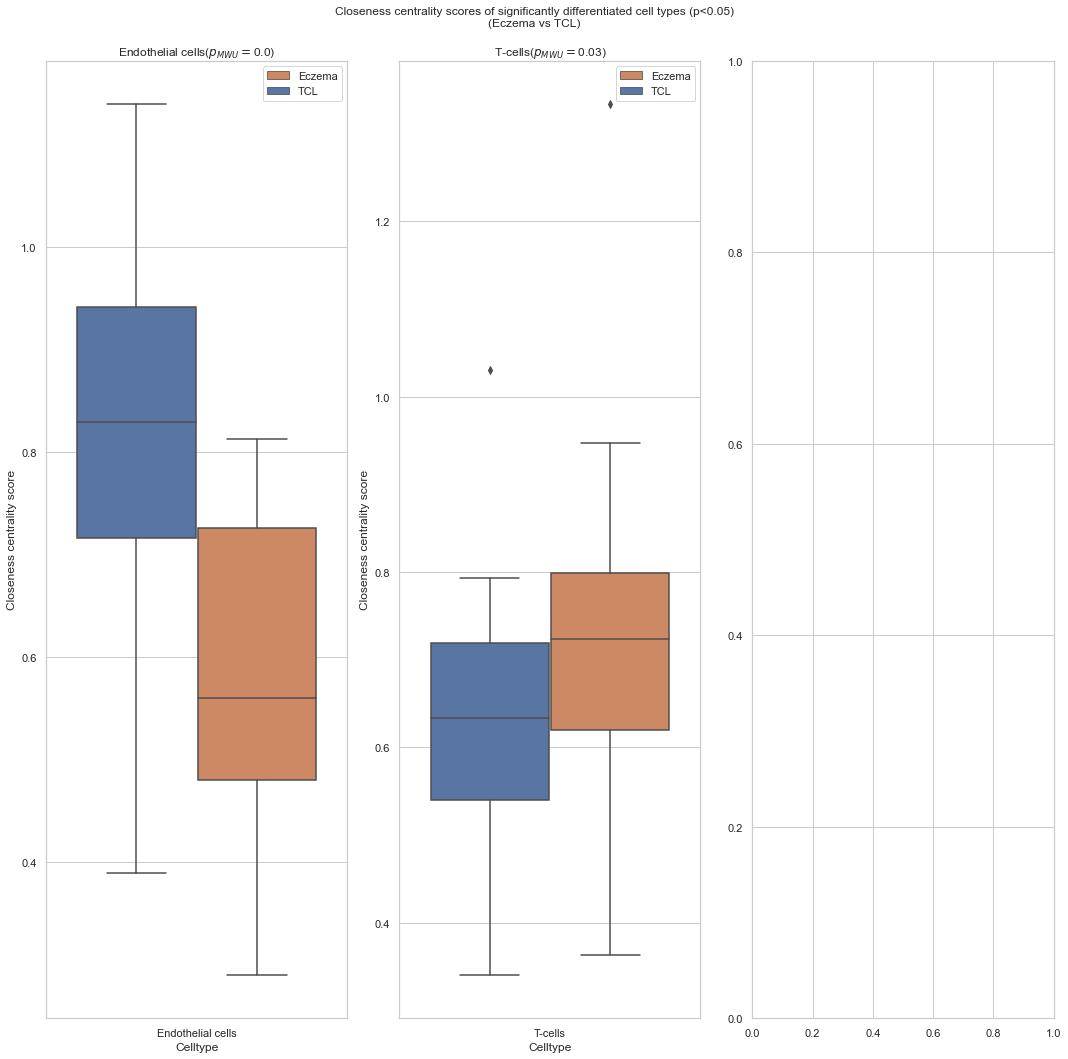 Closeness centrality scores of significantly differentiated cell types (p<0.05)
(Eczema vs TCL)
Endothelial cells(p_MWU = 0.0)
Eczema
TCL
1.0
0.8
0.6
0.4
Closeness centrality score
Endothelial cells
Celltype
T-cells(p_MWU = 0.03)
Eczema
TCL
1.2
1.0
0.8
0.6
0.4
Closeness centrality score
T-cells
Celltype
1.0
0.8
0.6
0.4
0.2
0.0
0.0 0.2 0.4 0.6 0.8 1.0